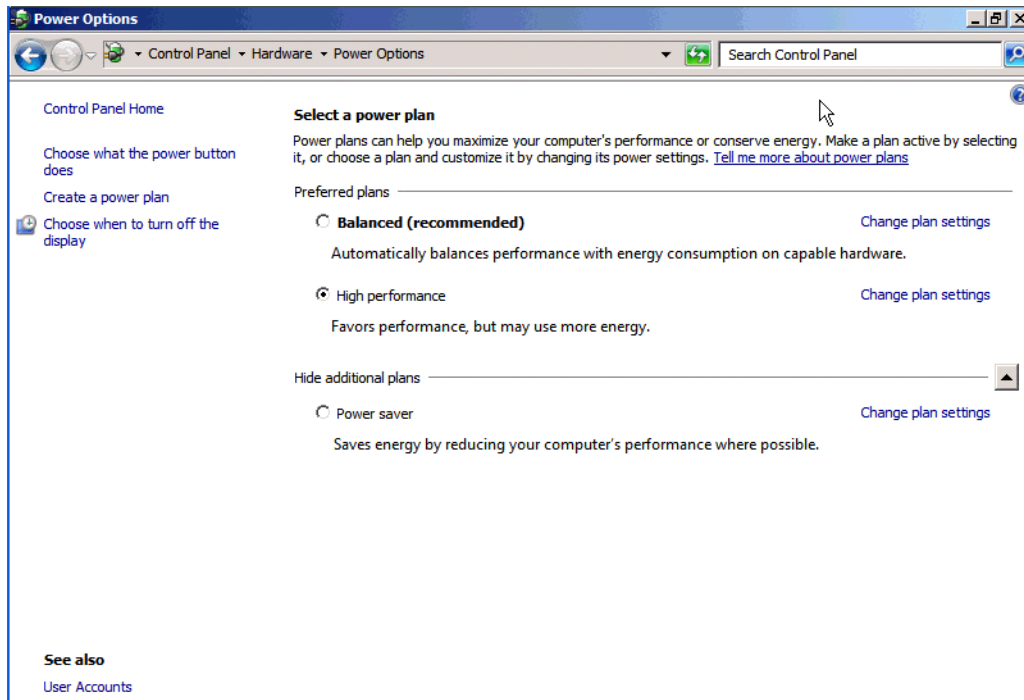 Power Options
Control Panel Hardware Power Options
Search Control Panel
Control Panel Home
Choose what the power button
does
Create a power plan
Choose when to turn off the
display
Select a power plan
Power plans can help you maximize your computer's performance or conserve energy. Make a plan active by selecting
it, or choose a plan and customize it by changing its power settings. Tell me more about power plans
Preferred plans
Balanced (recommended) Change plan settings
Automatically balances performance with energy consumption on capable hardware.
High performance Change plan settings
Favors performance, but may use more energy.
Hide additional plans
Power saver Change plan settings
Saves energy by reducing your computer's performance where possible.
See also
User Accounts